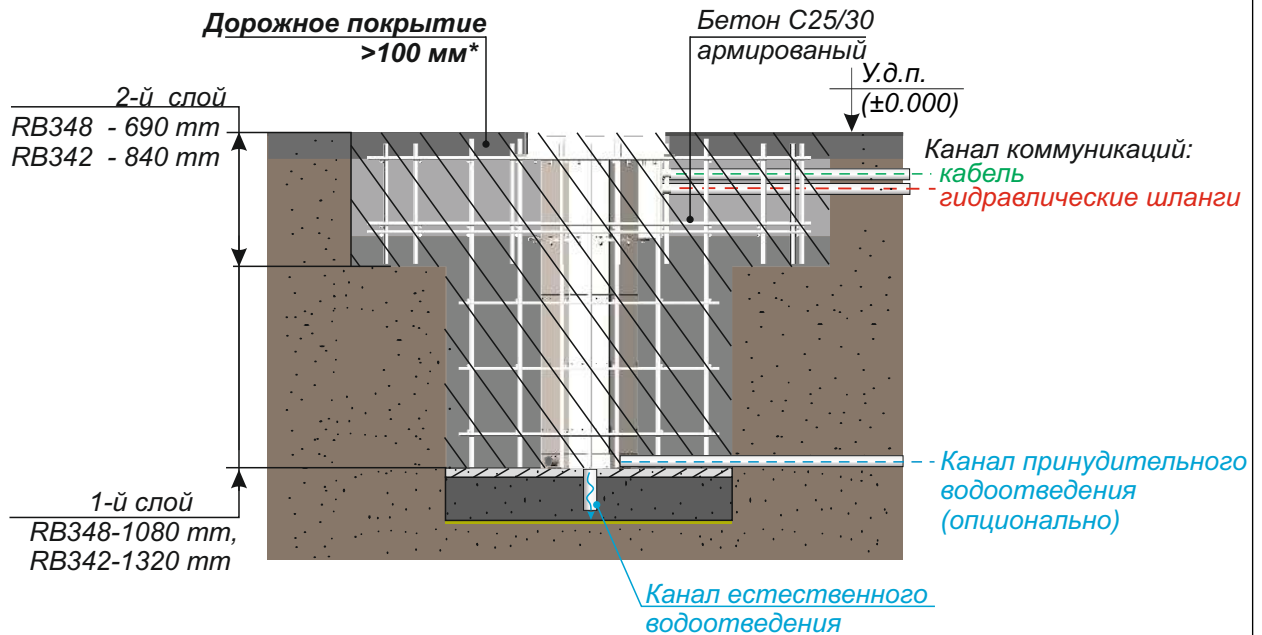 Дорожное покрытие
>100 мм*
Бетон С25/30
армированый
У.д.п.
(±0.000)
2-й слой
RB348 - 690 mm
RB342 - 840 mm
Канал коммуникаций:
кабель
гидравлические шланги
Канал принудительного
водоотведения
(опционально)
1-й слой
RB348-1080 mm,
RB342-1320 mm
Канал естественного
водоотведения